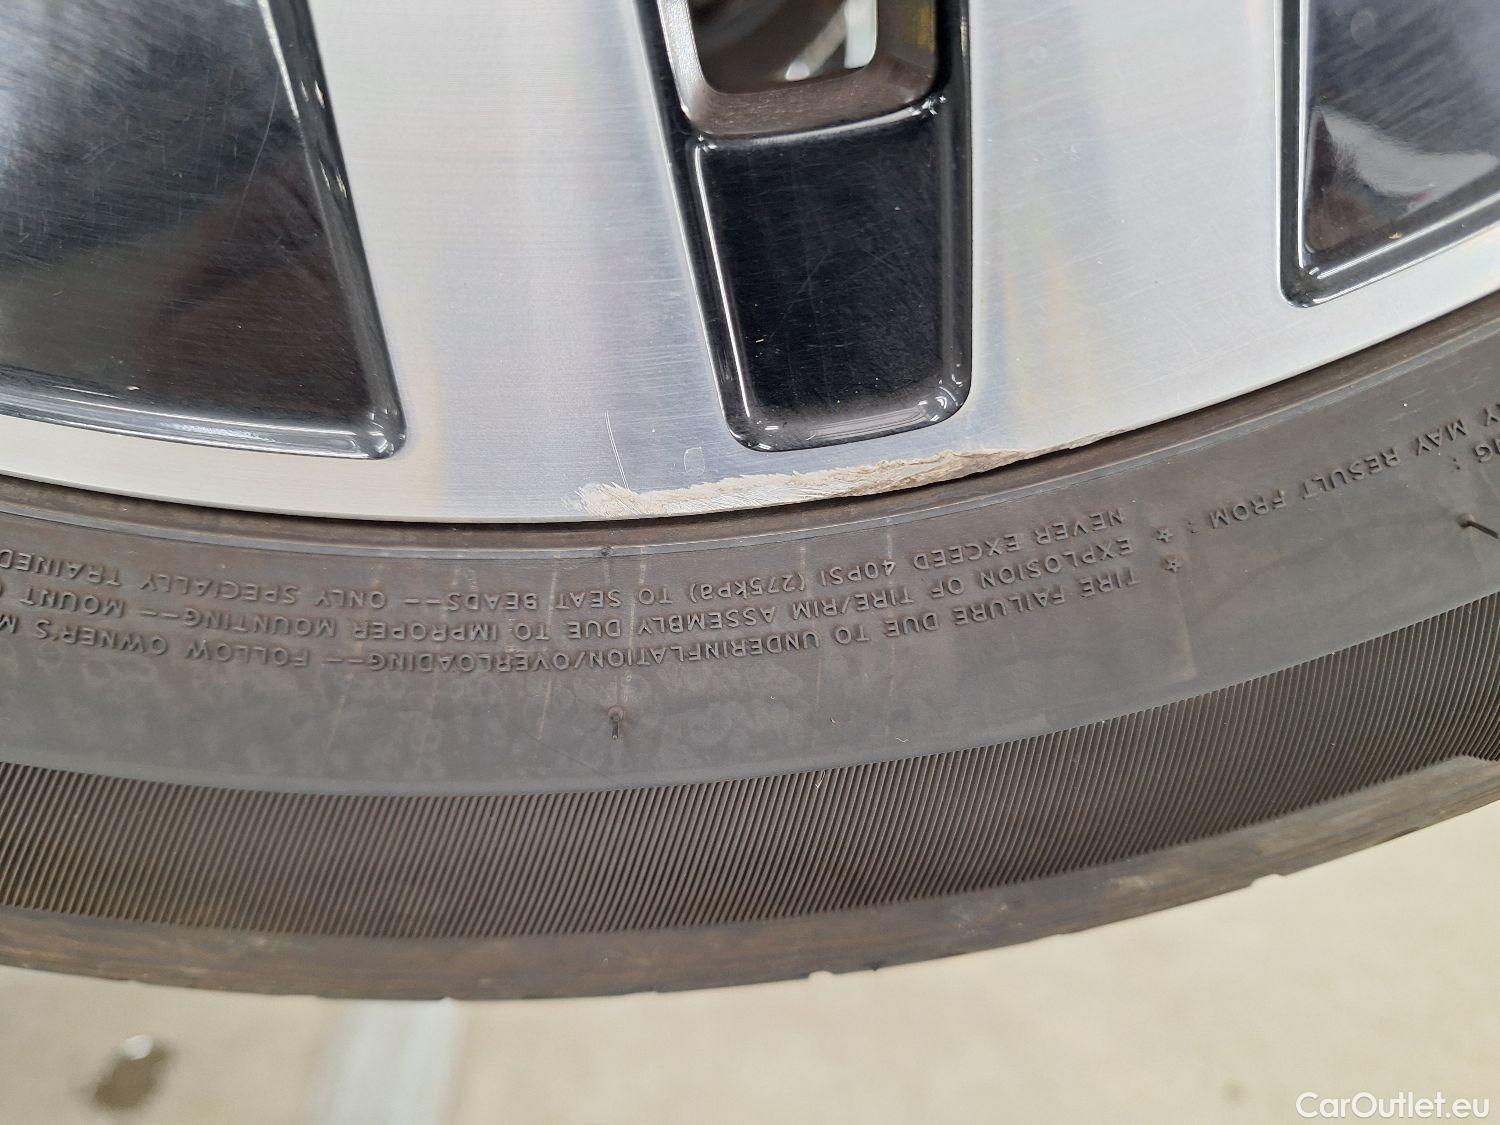 NG :
Y MAY RESULT FROM :
☆ TIRE FAILURE DUE TO UNDERINFLATION/OVERLOADING-- FOLLOW OWNER'S M
☆ EXPLOSION OF TIRE/RIM ASSEMBLY DUE TO IMPROPER MOUNTING-- MOUNT
NEVER EXCEED 40PSI (275kPa) TO SEAT BEADS-- ONLY SPECIALLY TRAINED
CarOutlet.eu